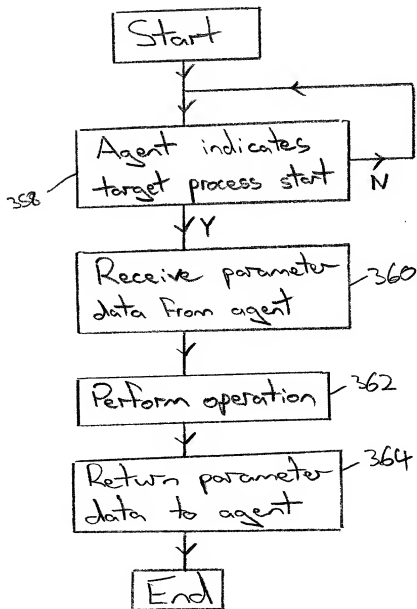 Start
Agent indicates
target process start
358
N
Y
Receive parameter
data from agent
360
Perform operation
362
Return parameter
data to agent
364
End